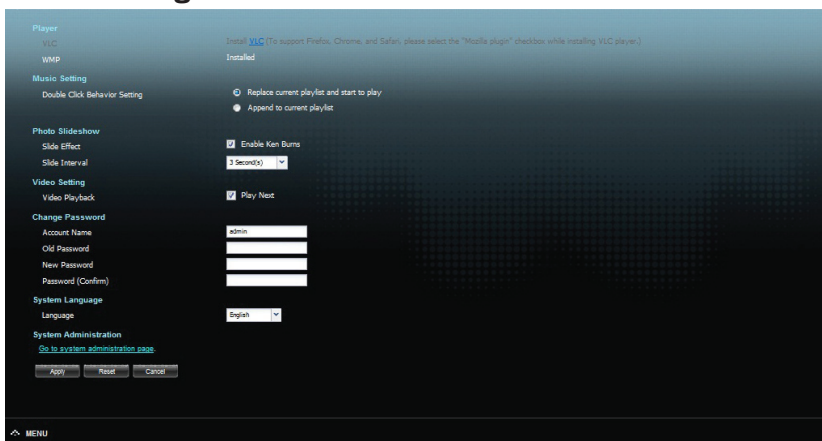 Player
VLC Install VLC (To support Firefox, Chrome, and Safari, please select the "Mozilla plugin" checkbox while installing VLC player.)
WMP Installed
Music Setting
Double Click Behavior Setting Replace current playlist and start to play
Append to current playlist
Photo Slideshow
Slide Effect Enable Ken Burns
Slide Interval 3 Second(s)
Video Setting
Video Playback Play Next
Change Password
Account Name admin
Old Password
New Password
Password (Confirm)
System Language
Language English
System Administration
Go to system administration page.
Apply Reset Cancel
MENU